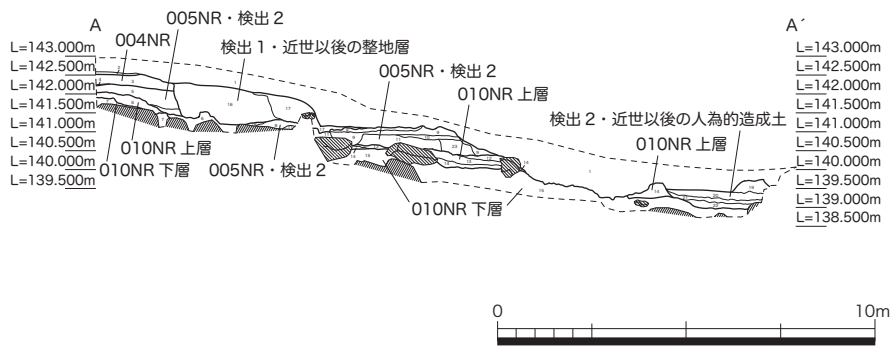 A
A´
005NR・検出2
004NR
検出1・近世以後の整地層
005NR・検出2
010NR 上層
検出2・近世以後の人為的造成土
010NR 上層
L=143.000m
L=142.500m
L=142.000m
L=141.500m
L=141.000m
L=140.500m
L=140.000m
L=139.500m
L=143.000m
L=142.500m
L=142.000m
L=141.500m
L=141.000m
L=140.500m
L=140.000m
L=139.500m
L=139.000m
L=138.500m
010NR 上層
010NR 下層
005NR・検出2
010NR 下層
0
10m